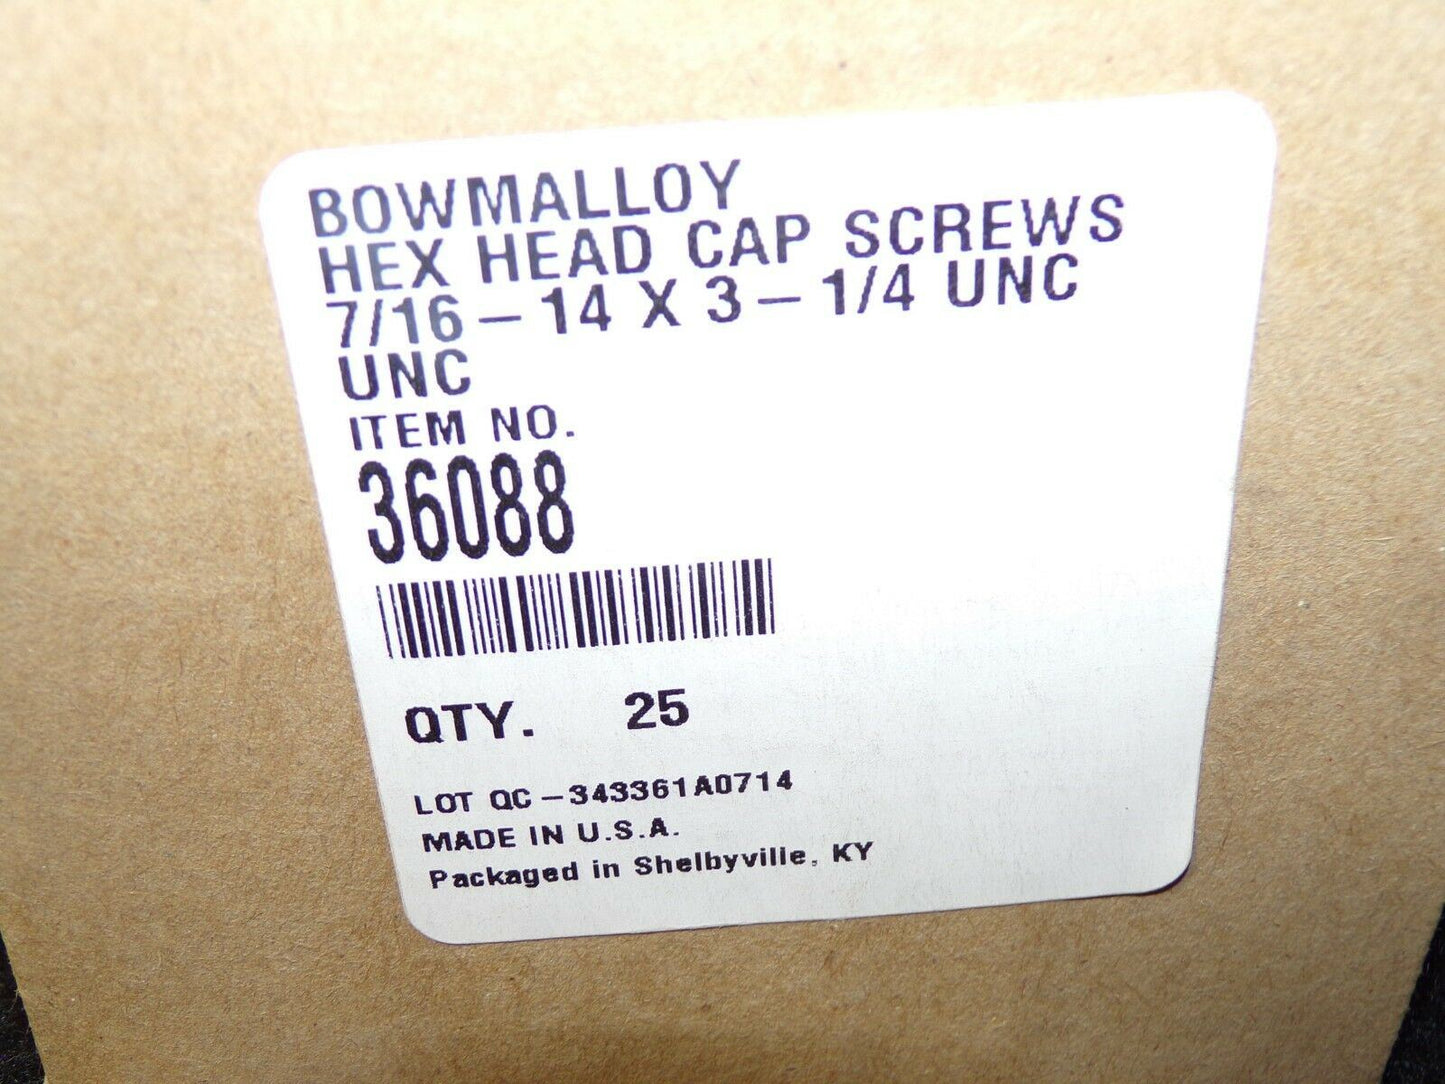 BOWMALLOY
HEX HEAD CAP SCREWS
7/16 - 14 X 3 - 1/4 UNC
UNC
ITEM NO.
36088
QTY. 25
LOT QC -343361A0714
MADE IN U.S.A.
Packaged in Shelbyville, KY